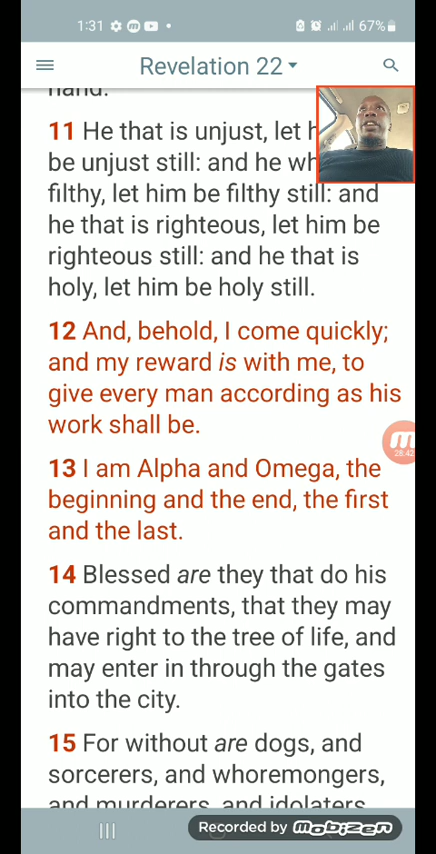 1:31 67%
Revelation 22
hand.
11 He that is unjust, let h
be unjust still: and he wh
filthy, let him be filthy still: and
he that is righteous, let him be
righteous still: and he that is
holy, let him be holy still.
12 And, behold, I come quickly;
and my reward is with me, to
give every man according as his
work shall be.
13 I am Alpha and Omega, the
beginning and the end, the first
and the last.
28:42
14 Blessed are they that do his
commandments, that they may
have right to the tree of life, and
may enter in through the gates
into the city.
15 For without are dogs, and
sorcerers, and whoremongers,
and murderers, and idolaters,
Recorded by mobizen